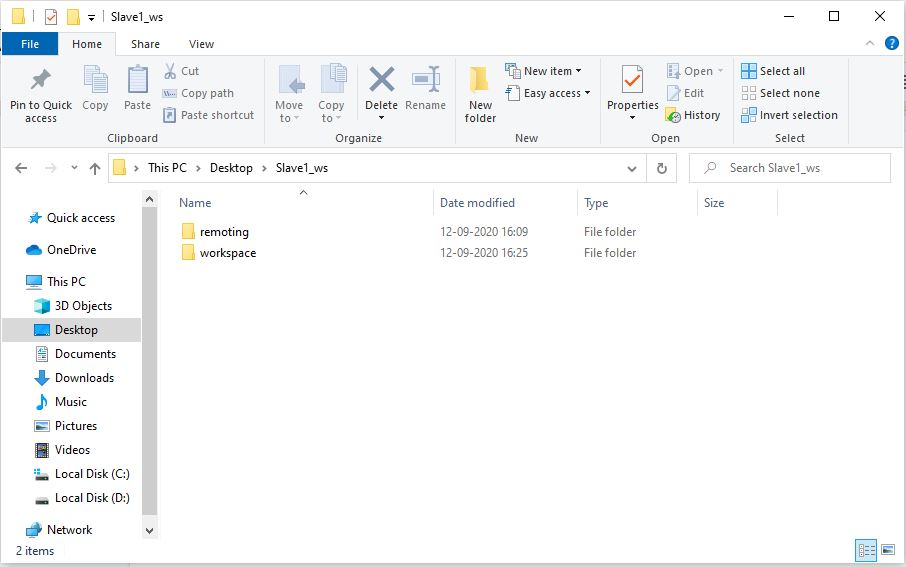 Slave1_ws
File Home Share View
Pin to Quick access
Copy
Paste
Cut
Copy path
Paste shortcut
Clipboard
Move to
Copy to
Delete
Rename
Organize
New folder
New item
Easy access
New
Properties
Open
Edit
History
Open
Select all
Select none
Invert selection
Select
This PC > Desktop > Slave1_ws
Search Slave1_ws
Name Date modified Type Size
remoting 12-09-2020 16:09 File folder
workspace 12-09-2020 16:25 File folder
Quick access
OneDrive
This PC
3D Objects
Desktop
Documents
Downloads
Music
Pictures
Videos
Local Disk (C:)
Local Disk (D:)
Network
2 items